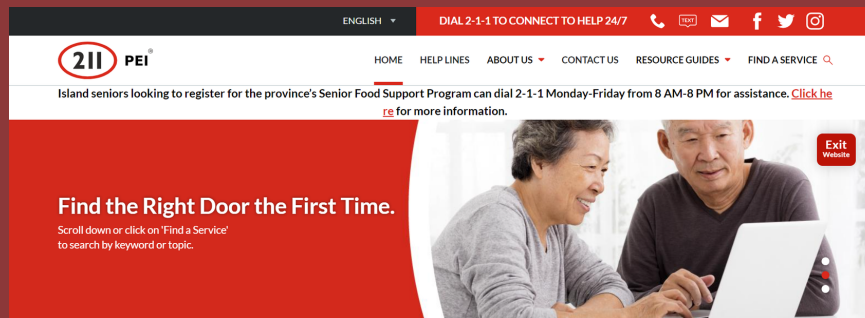 ENGLISH
DIAL 2-1-1 TO CONNECT TO HELP 24/7
TEXT
211 PEI®
HOME HELP LINES ABOUT US CONTACT US RESOURCE GUIDES FIND A SERVICE
Island seniors looking to register for the province's Senior Food Support Program can dial 2-1-1 Monday-Friday from 8 AM-8 PM for assistance. Click he
re for more information.
Exit
Website
Find the Right Door the First Time.
Scroll down or click on 'Find a Service'
to search by keyword or topic.